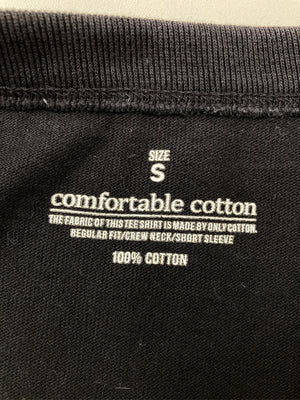 SIZE
S
comfortable cotton
THE FABRIC OF THIS TEE SHIRT IS MADE BY ONLY COTTON.
REGULAR FIT/CREW NECK/SHORT SLEEVE
100% COTTON